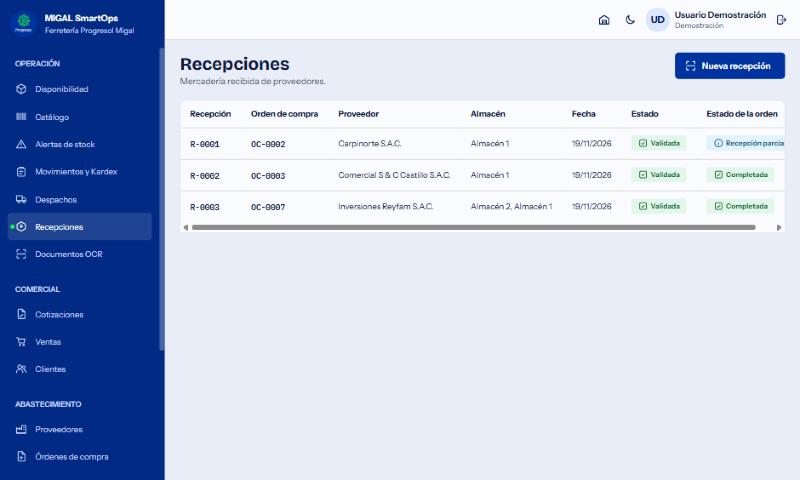 MIGAL SmartOps
Ferretería Progresol Migal
OPERACIÓN
Disponibilidad
Catálogo
Alertas de stock
Movimientos y Kardex
Despachos
Recepciones
Documentos OCR
COMERCIAL
Cotizaciones
Ventas
Clientes
ABASTECIMIENTO
Proveedores
Órdenes de compra
UD
Usuario Demostración
Demostración
Recepciones
Mercadería recibida de proveedores.
Nueva recepción
Recepción Orden de compra Proveedor Almacén Fecha Estado Estado de la orden
R-0001 OC-0002 Carpinorte S.A.C. Almacén 1 19/11/2026 Validada Recepción parcia
R-0002 OC-0003 Comercial S & C Castillo S.A.C. Almacén 1 19/11/2026 Validada Completada
R-0003 OC-0007 Inversiones Reyfam S.A.C. Almacén 2, Almacén 1 19/11/2026 Validada Completada